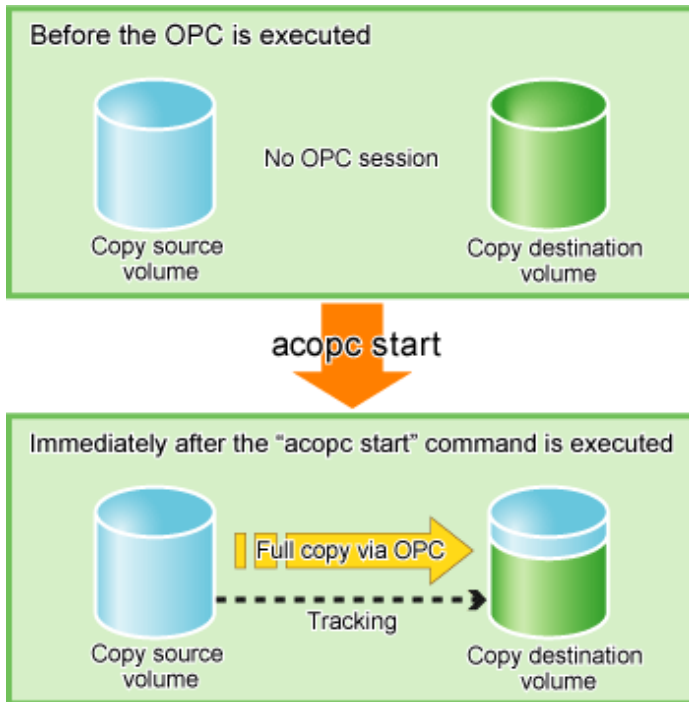 Before the OPC is executed
No OPC session
Copy source
volume
Copy destination
volume
acopc start
Immediately after the “acopc start” command is executed
Full copy via OPC
Tracking
Copy source
volume
Copy destination
volume